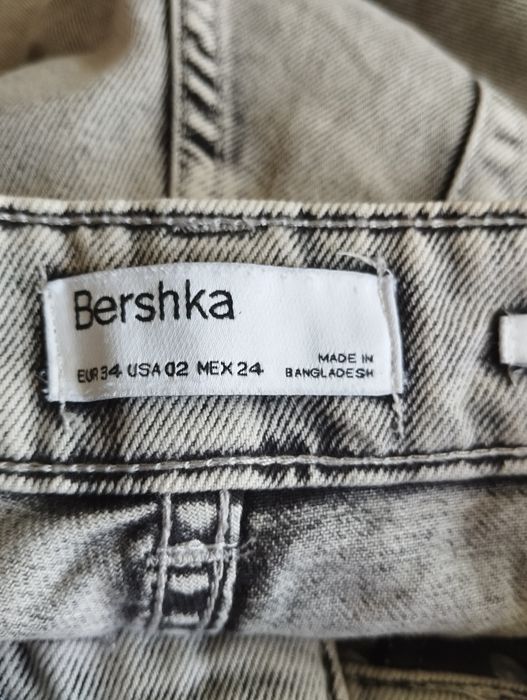 Bershka
EUR 34 USA 02 MEX 24
MADE IN
BANGLADESH